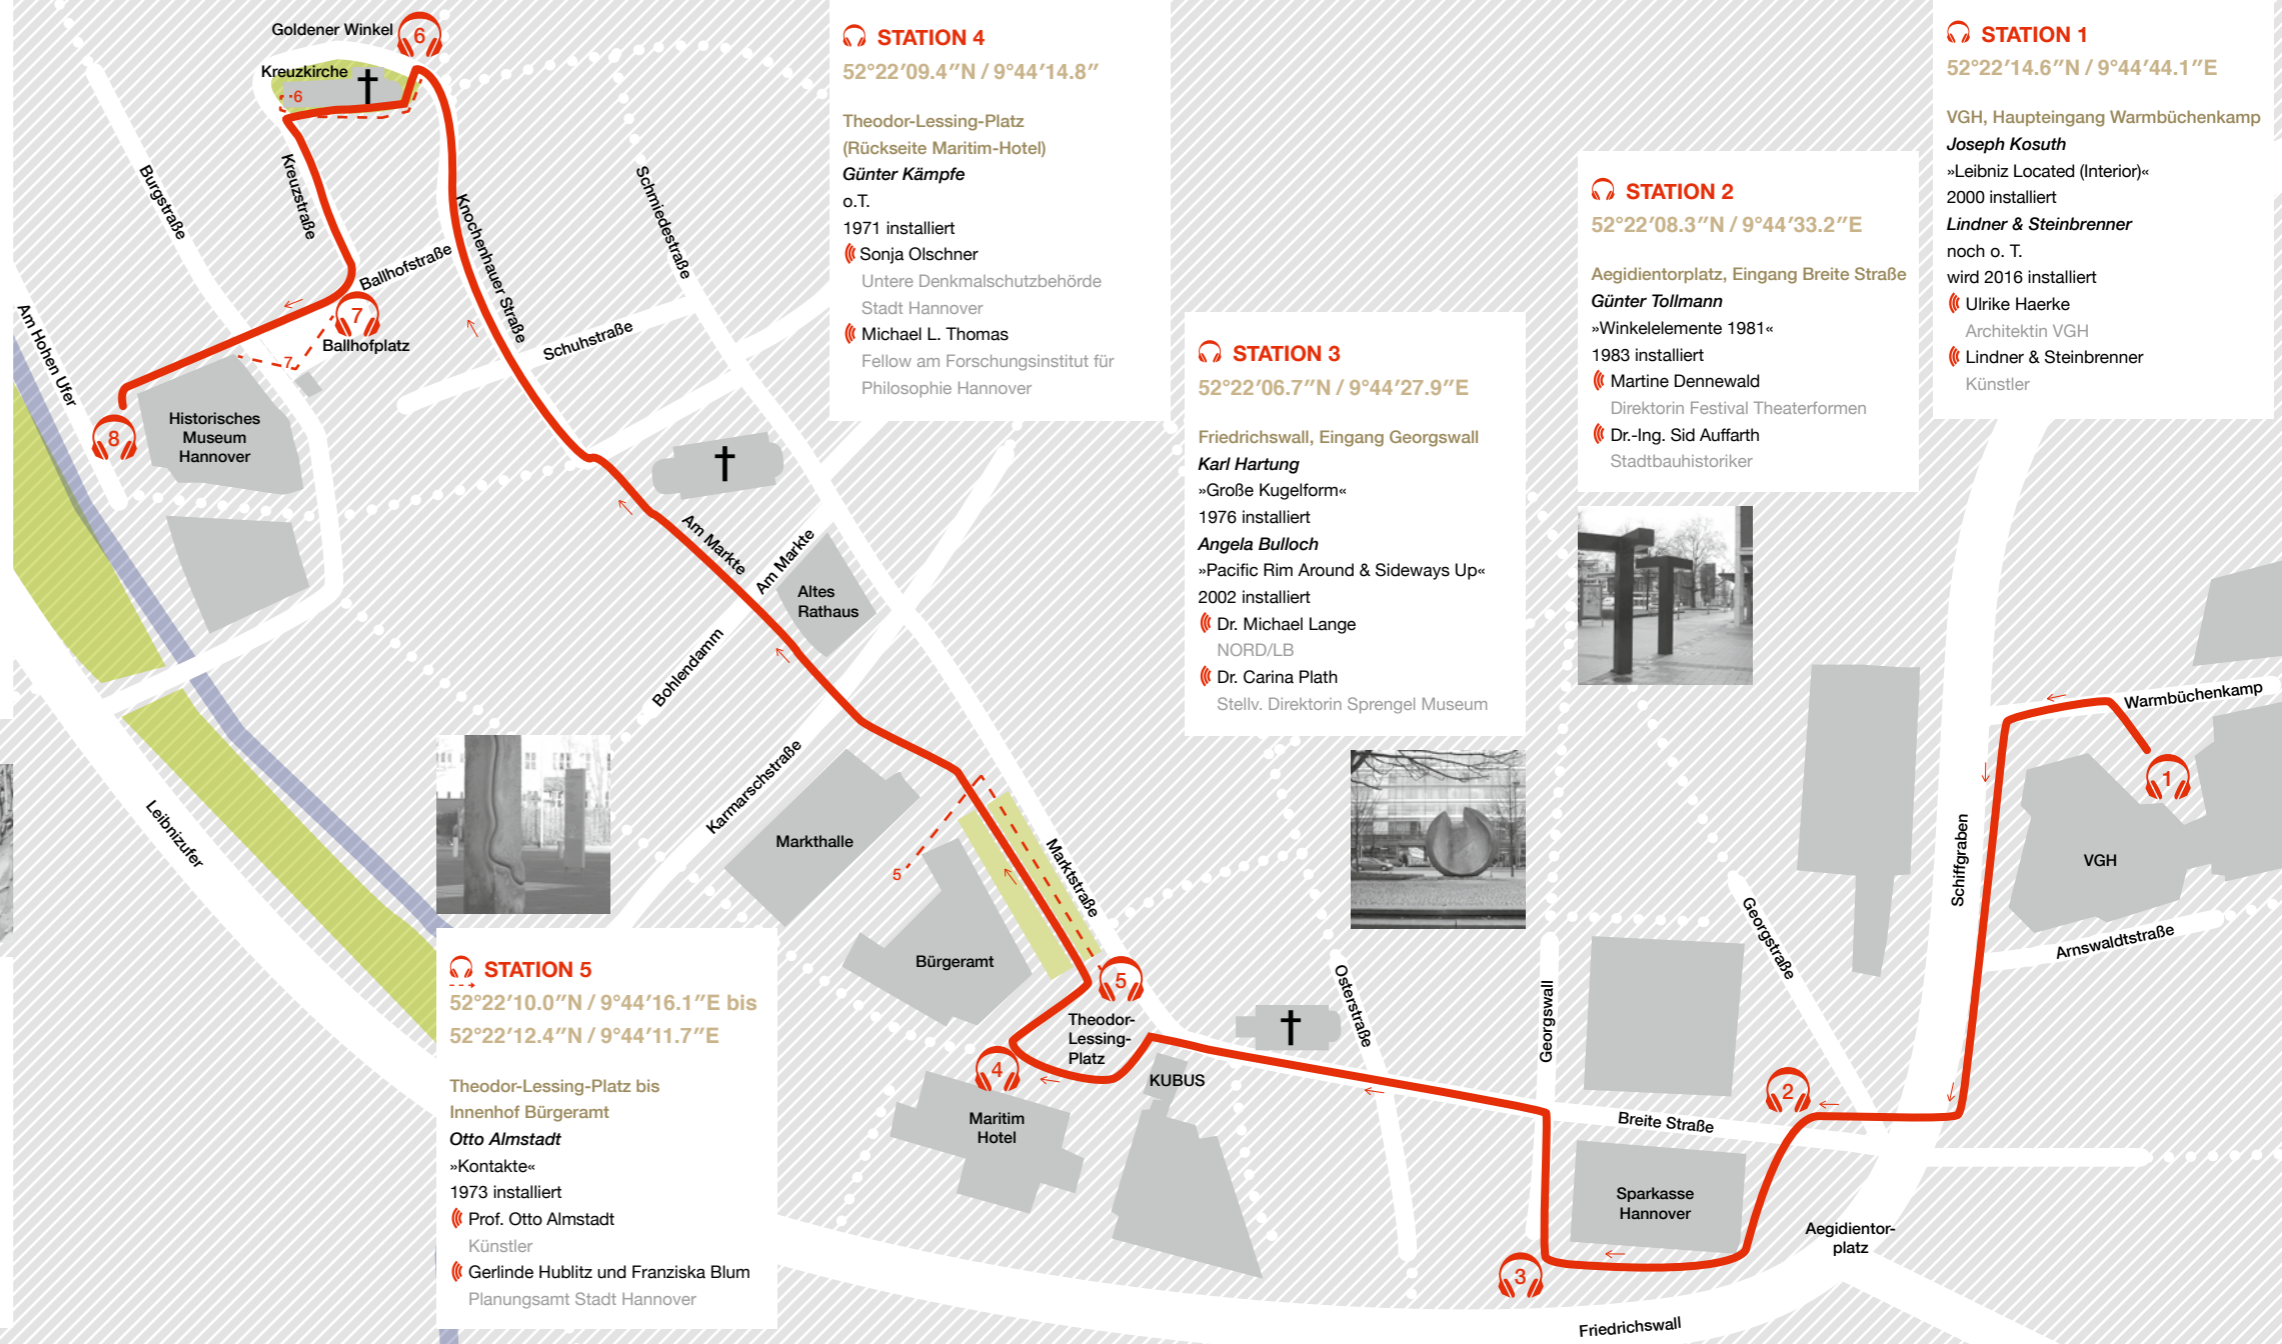 STATION 4
52°22′09.4″N / 9°44′14.8″
Theodor-Lessing-Platz
(Rückseite Maritim-Hotel)
Günter Kämpfe
o.T.
1971 installiert
Sonja Olschner
Untere Denkmalschutzbehörde
Stadt Hannover
Michael L. Thomas
Fellow am Forschungsinstitut für
Philosophie Hannover
STATION 1
52°22′14.6″N / 9°44′44.1″E
VGH, Haupteingang Warmbüchenkamp
Joseph Kosuth
»Leibniz Located (Interior)«
2000 installiert
Lindner & Steinbrenner
noch o. T.
wird 2016 installiert
Ulrike Haerke
Architektin VGH
Lindner & Steinbrenner
Künstler
STATION 2
52°22′08.3″N / 9°44′33.2″E
Aegidientorplatz, Eingang Breite Straße
Günter Tollmann
»Winkelelemente 1981«
1983 installiert
Martine Dennewald
Direktorin Festival Theaterformen
Dr.-Ing. Sid Auffarth
Stadtbauhistoriker
STATION 3
52°22′06.7″N / 9°44′27.9″E
Friedrichswall, Eingang Georgswall
Karl Hartung
»Große Kugelform«
1976 installiert
Angela Bulloch
»Pacific Rim Around & Sideways Up«
2002 installiert
Dr. Michael Lange
NORD/LB
Dr. Carina Plath
Stellv. Direktorin Sprengel Museum
STATION 5
52°22′10.0″N / 9°44′16.1″E bis
52°22′12.4″N / 9°44′11.7″E
Theodor-Lessing-Platz bis
Innenhof Bürgeramt
Otto Almstadt
»Kontakte«
1973 installiert
Prof. Otto Almstadt
Künstler
Gerlinde Hublitz und Franziska Blum
Planungsamt Stadt Hannover
Goldener Winkel
6
Kreuzkirche
6
Kreuzstraße
Burgstraße
Knochenhauer Straße
Schmiedestraße
Ballhofstraße
7
Ballhofplatz
7
Schuhstraße
Am Hohen Ufer
8
Historisches
Museum
Hannover
Am Markte
Am Markte
Altes
Rathaus
Bohlendamm
Karmarschstraße
Leibnizufer
Markthalle
5
Marktstraße
Bürgeramt
5
Theodor-
Lessing-
Platz
4
KUBUS
Maritim
Hotel
Osterstraße
Georgswall
Georgstraße
2
Breite Straße
Sparkasse
Hannover
3
Aegidientor-
platz
Friedrichswall
Schiffgraben
Warmbüchenkamp
1
VGH
Arnswaldtstraße